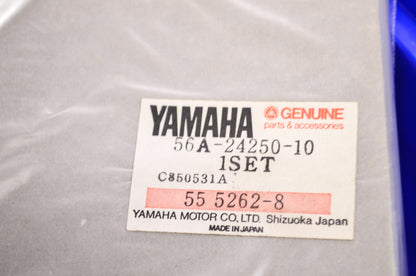 YAMAHA GENUINE
parts & accessories
56A-24250-10
1SET
C850531A
55 5262-8
YAMAHA MOTOR CO., LTD. Shizuoka Japan
MADE IN JAPAN